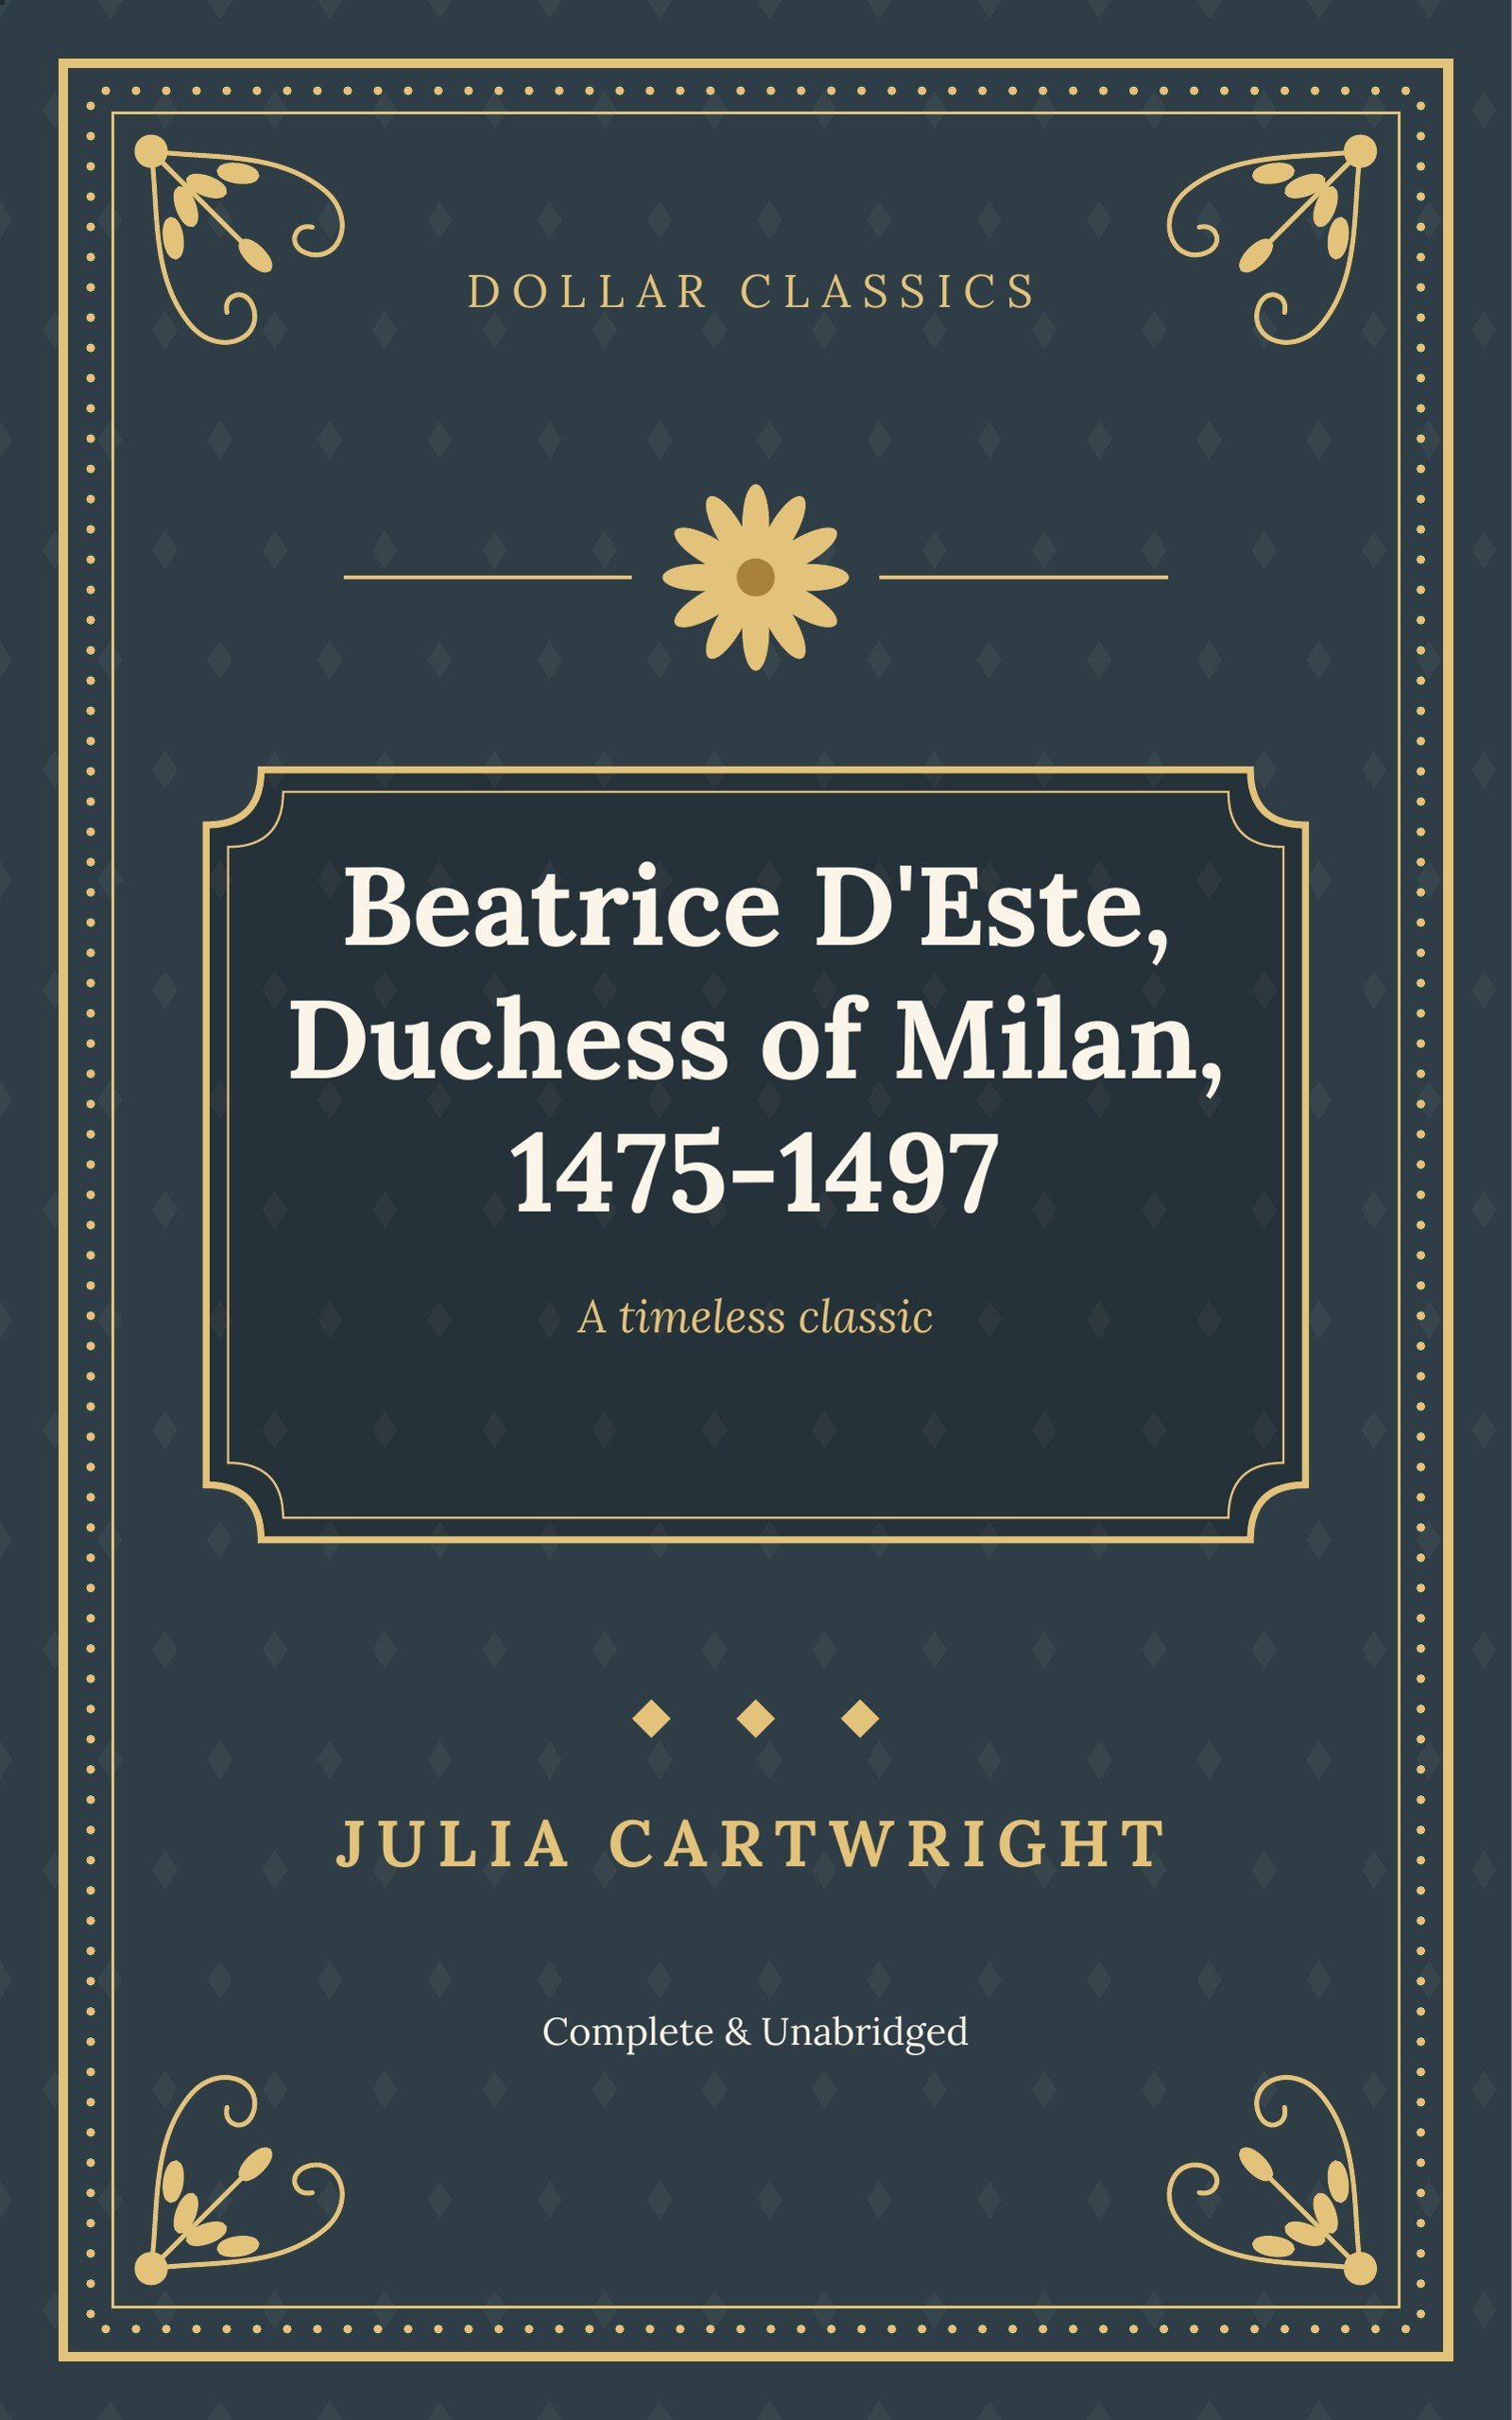 DOLLAR CLASSICS
Beatrice D'Este,
Duchess of Milan,
1475–1497
A timeless classic
JULIA CARTWRIGHT
Complete & Unabridged